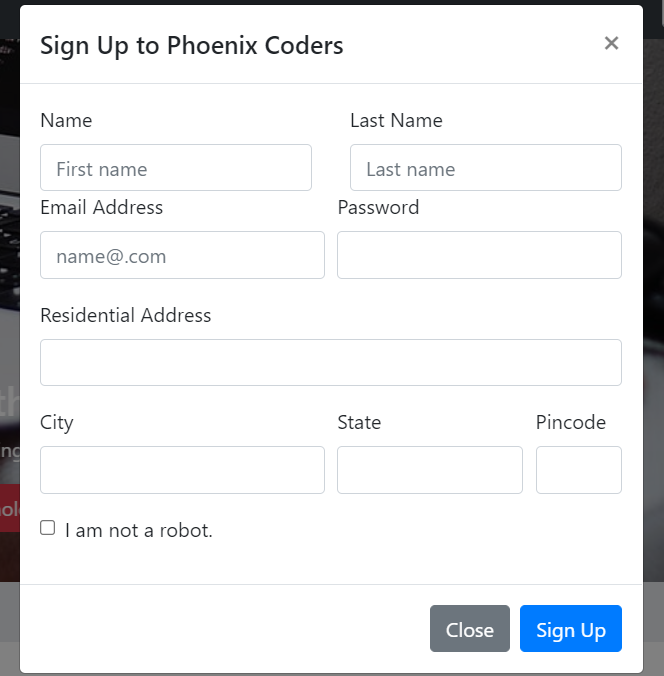 Sign Up to Phoenix Coders ×
Name Last Name
First name Last name
Email Address Password
name@.com
Residential Address
City State Pincode
I am not a robot.
Close Sign Up